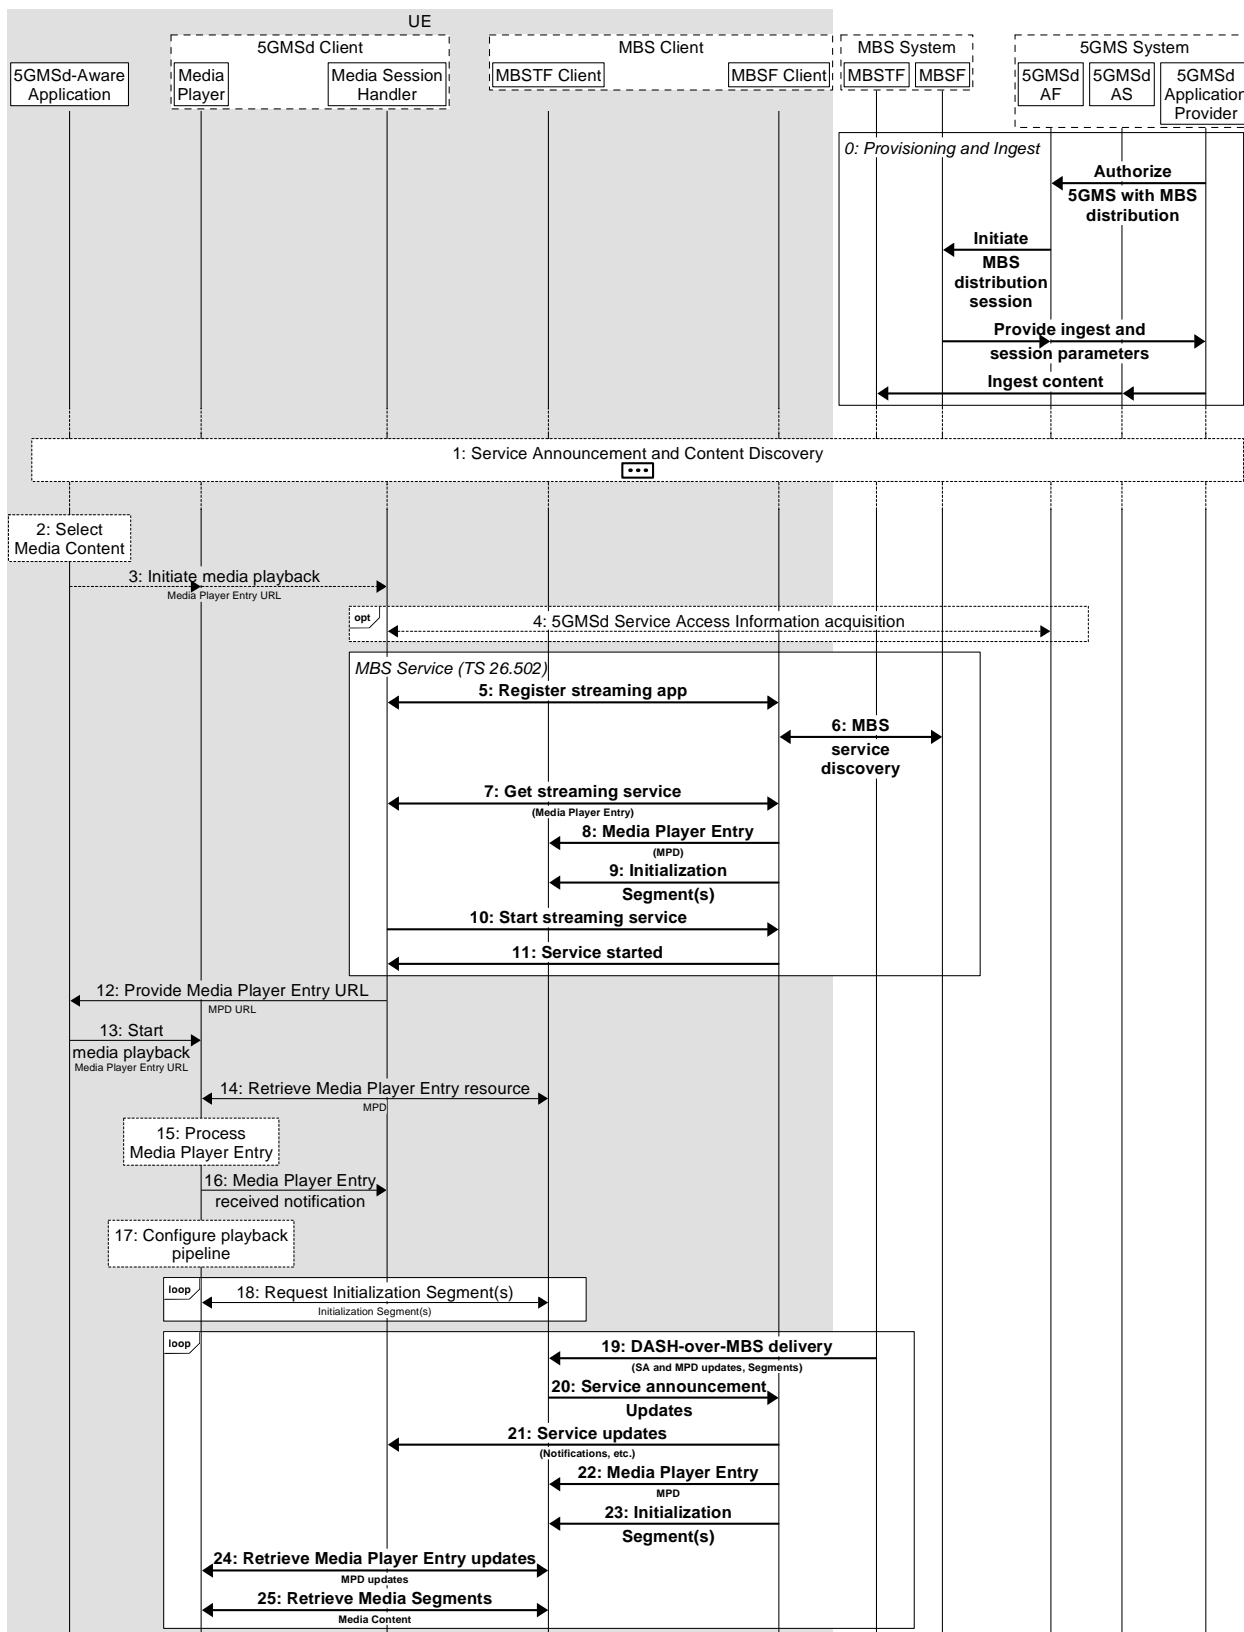 UE
5GMSd Client
MBS Client
MBS System
5GMS System
5GMSd-Aware
Application
Media
Player
Media Session
Handler
MBSTF Client
MBSF Client
MBSTF
MBSF
5GMSd
AF
5GMSd
AS
5GMSd
Application
Provider
0: Provisioning and Ingest
Authorize
5GMS with MBS
distribution
Initiate
MBS
distribution
session
Provide ingest and
session parameters
Ingest content
1: Service Announcement and Content Discovery
2: Select
Media Content
3: Initiate media playback
Media Player Entry URL
opt
4: 5GMSd Service Access Information acquisition
MBS Service (TS 26.502)
5: Register streaming app
6: MBS
service
discovery
7: Get streaming service
(Media Player Entry)
8: Media Player Entry
(MPD)
9: Initialization
Segment(s)
10: Start streaming service
11: Service started
12: Provide Media Player Entry URL
MPD URL
13: Start
media playback
Media Player Entry URL
14: Retrieve Media Player Entry resource
MPD
15: Process
Media Player Entry
16: Media Player Entry
received notification
17: Configure playback
pipeline
loop
18: Request Initialization Segment(s)
Initialization Segment(s)
loop
19: DASH-over-MBS delivery
(SA and MPD updates, Segments)
20: Service announcement
Updates
21: Service updates
(Notifications, etc.)
22: Media Player Entry
MPD
23: Initialization
Segment(s)
24: Retrieve Media Player Entry updates
MPD updates
25: Retrieve Media Segments
Media Content